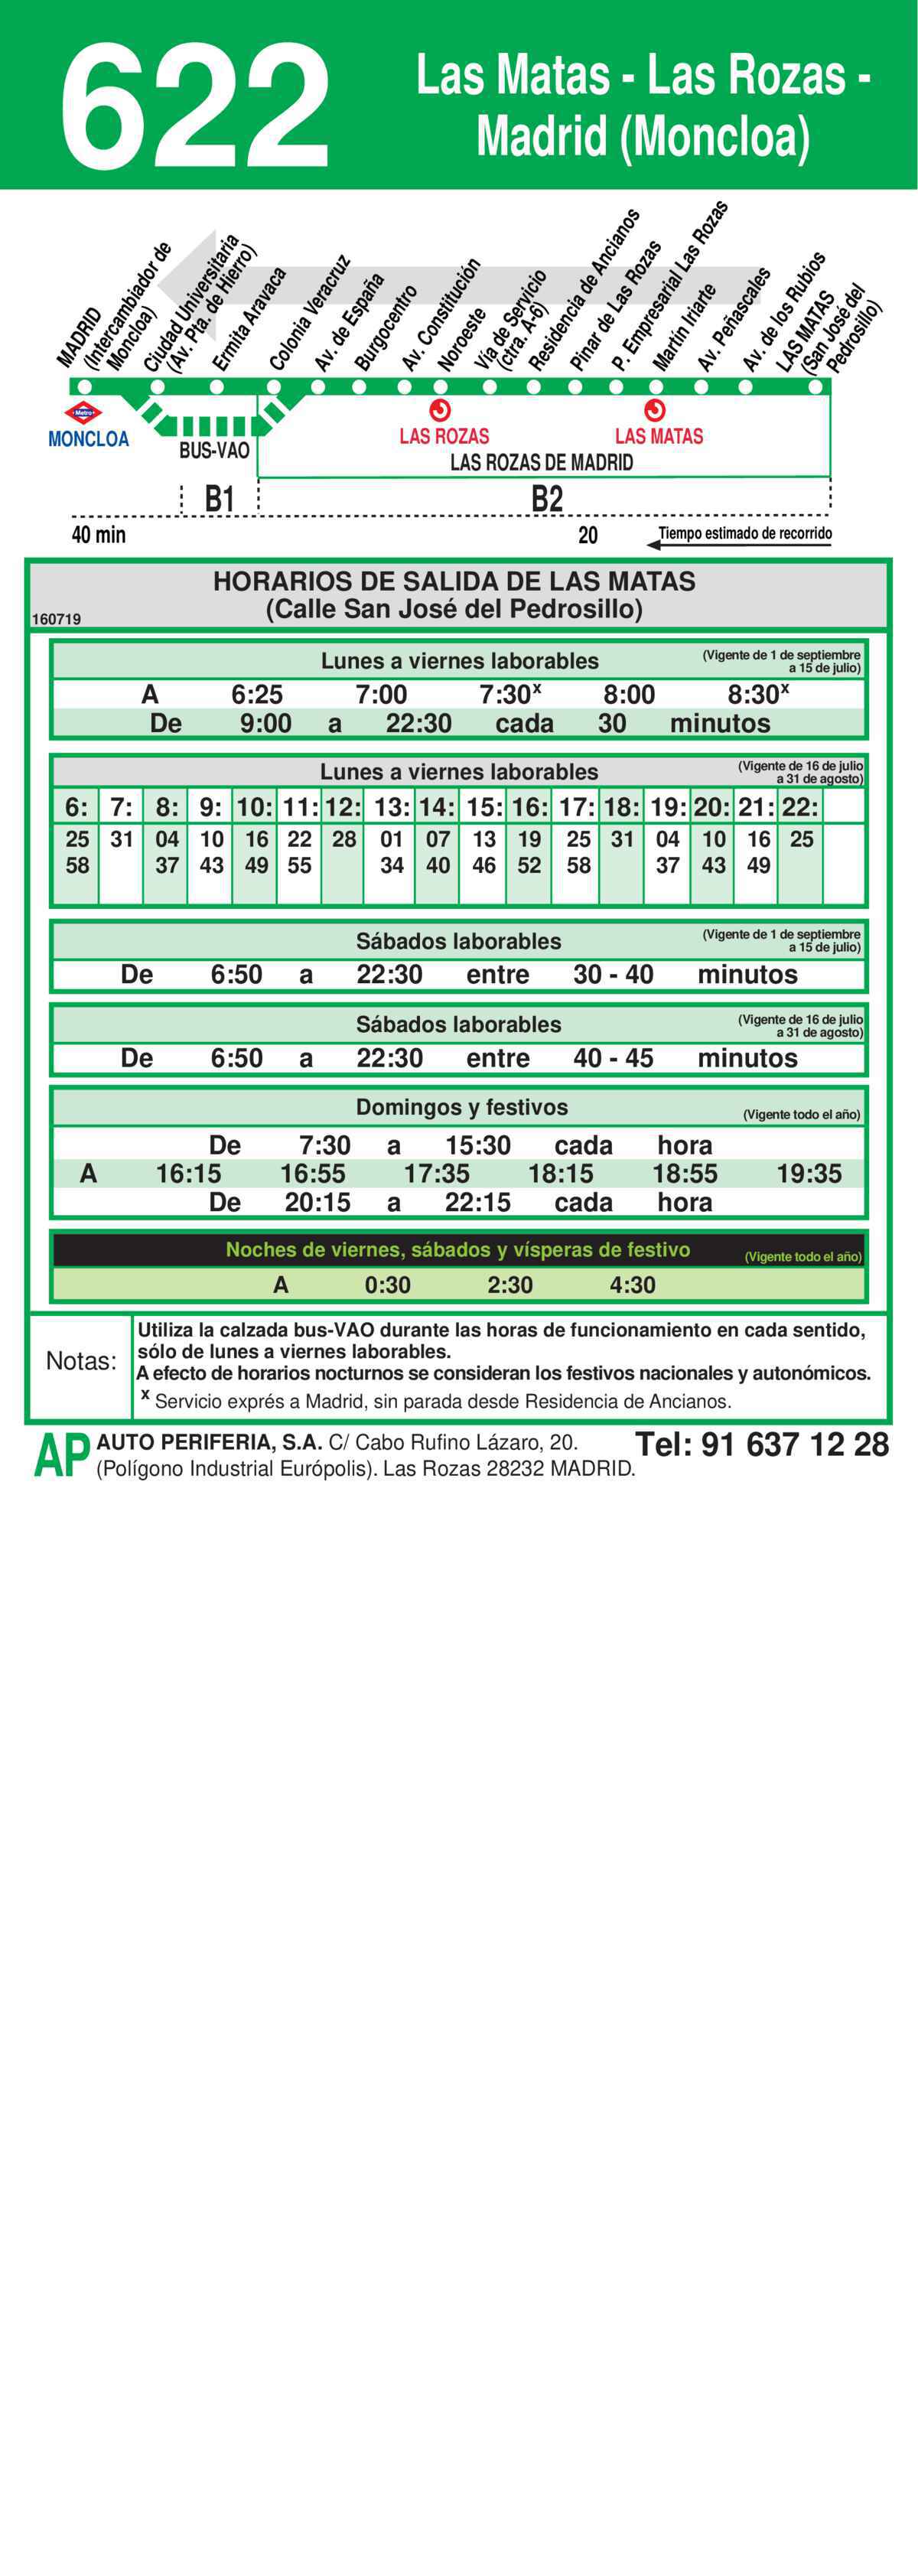 622
Las Matas - Las Rozas -
Madrid (Moncloa)
MADRID
(Intercambiador de
Moncloa)
Ciudad Universitaria
(Av. Pta. de Hierro)
Ermita Aravaca
Colonia Veracruz
Av. de España
Burgocentro
Av. Constitución
Noroeste
Vía de Servicio
(ctra. A-6)
Residencia de Ancianos
Pinar de Las Rozas
P. Empresarial Las Rozas
Martín Iriarte
Av. Peñascales
Av. de los Rubios
LAS MATAS
(San José del
Pedrosillo)
Metro
MONCLOA
BUS-VAO
LAS ROZAS
LAS MATAS
LAS ROZAS DE MADRID
B1
B2
40 min
20
Tiempo estimado de recorrido
HORARIOS DE SALIDA DE LAS MATAS
(Calle San José del Pedrosillo)
160719
Lunes a viernes laborables
(Vigente de 1 de septiembre
a 15 de julio)
A 6:25 7:00 7:30x 8:00 8:30x
De 9:00 a 22:30 cada 30 minutos
Lunes a viernes laborables
(Vigente de 16 de julio
a 31 de agosto)
6: 7: 8: 9: 10: 11: 12: 13: 14: 15: 16: 17: 18: 19: 20: 21: 22:
25 31 04 10 16 22 28 01 07 13 19 25 31 04 10 16 25
58 37 43 49 55 34 40 46 52 58 37 43 49
Sábados laborables
(Vigente de 1 de septiembre
a 15 de julio)
De 6:50 a 22:30 entre 30 - 40 minutos
Sábados laborables
(Vigente de 16 de julio
a 31 de agosto)
De 6:50 a 22:30 entre 40 - 45 minutos
Domingos y festivos
(Vigente todo el año)
De 7:30 a 15:30 cada hora
A 16:15 16:55 17:35 18:15 18:55 19:35
De 20:15 a 22:15 cada hora
Noches de viernes, sábados y vísperas de festivo
(Vigente todo el año)
A 0:30 2:30 4:30
Notas:
Utiliza la calzada bus-VAO durante las horas de funcionamiento en cada sentido,
sólo de lunes a viernes laborables.
A efecto de horarios nocturnos se consideran los festivos nacionales y autonómicos.
x Servicio exprés a Madrid, sin parada desde Residencia de Ancianos.
AP AUTO PERIFERIA, S.A. C/ Cabo Rufino Lázaro, 20.
(Polígono Industrial Európolis). Las Rozas 28232 MADRID.
Tel: 91 637 12 28